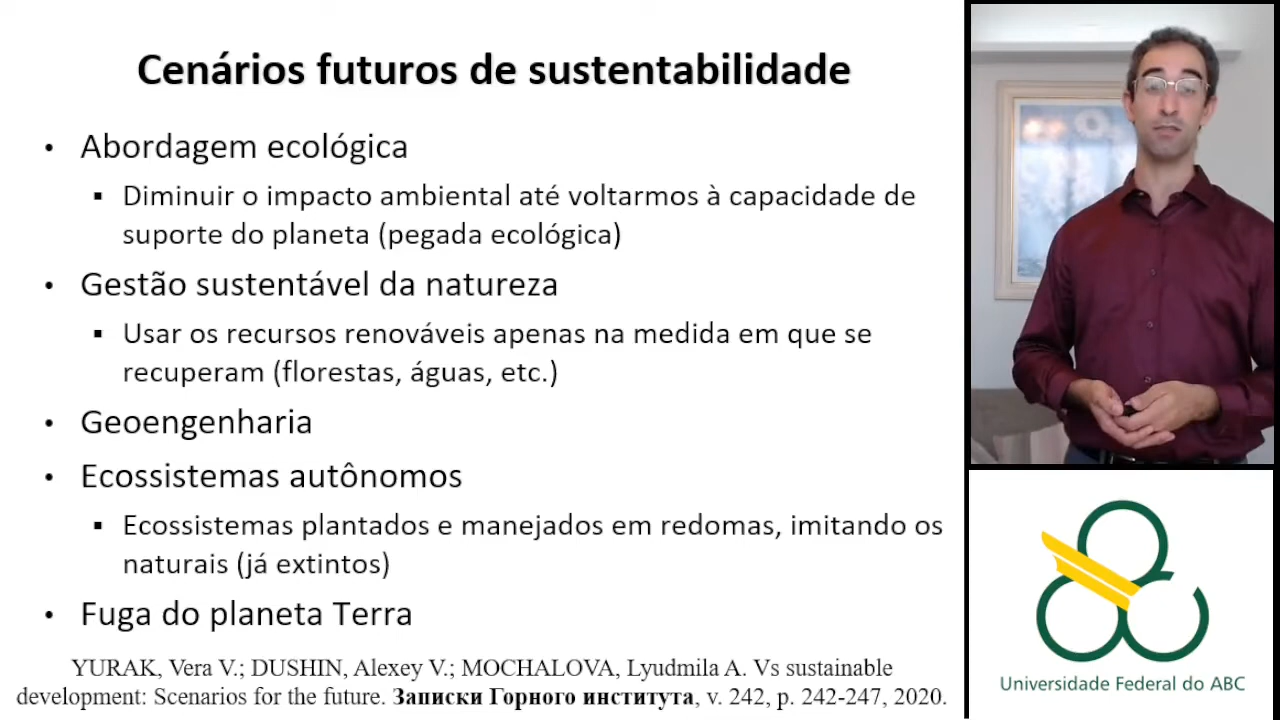 Cenários futuros de sustentabilidade
• Abordagem ecológica
▪ Diminuir o impacto ambiental até voltarmos à capacidade de
suporte do planeta (pegada ecológica)
• Gestão sustentável da natureza
▪ Usar os recursos renováveis apenas na medida em que se
recuperam (florestas, águas, etc.)
• Geoengenharia
• Ecossistemas autônomos
▪ Ecossistemas plantados e manejados em redomas, imitando os
naturais (já extintos)
• Fuga do planeta Terra
YURAK, Vera V.; DUSHIN, Alexey V.; MOCHALOVA, Lyudmila A. Vs sustainable
development: Scenarios for the future. Записки Горного института, v. 242, p. 242-247, 2020.
Universidade Federal do ABC